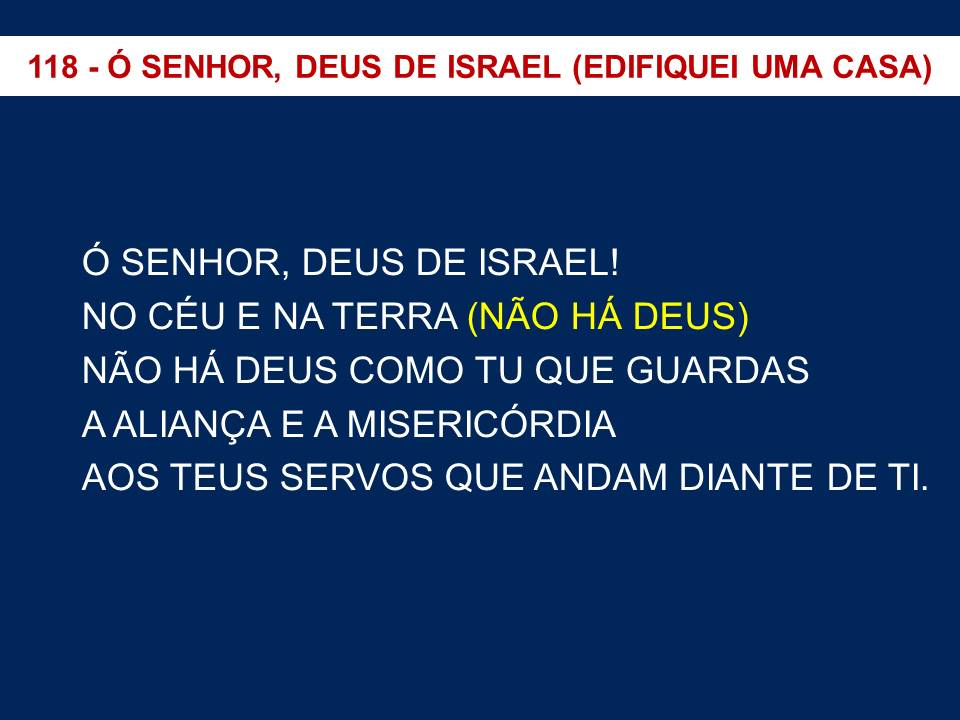 118 - Ó SENHOR, DEUS DE ISRAEL (EDIFIQUEI UMA CASA)
Ó SENHOR, DEUS DE ISRAEL!
NO CÉU E NA TERRA (NÃO HÁ DEUS)
NÃO HÁ DEUS COMO TU QUE GUARDAS
A ALIANÇA E A MISERICÓRDIA
AOS TEUS SERVOS QUE ANDAM DIANTE DE TI.